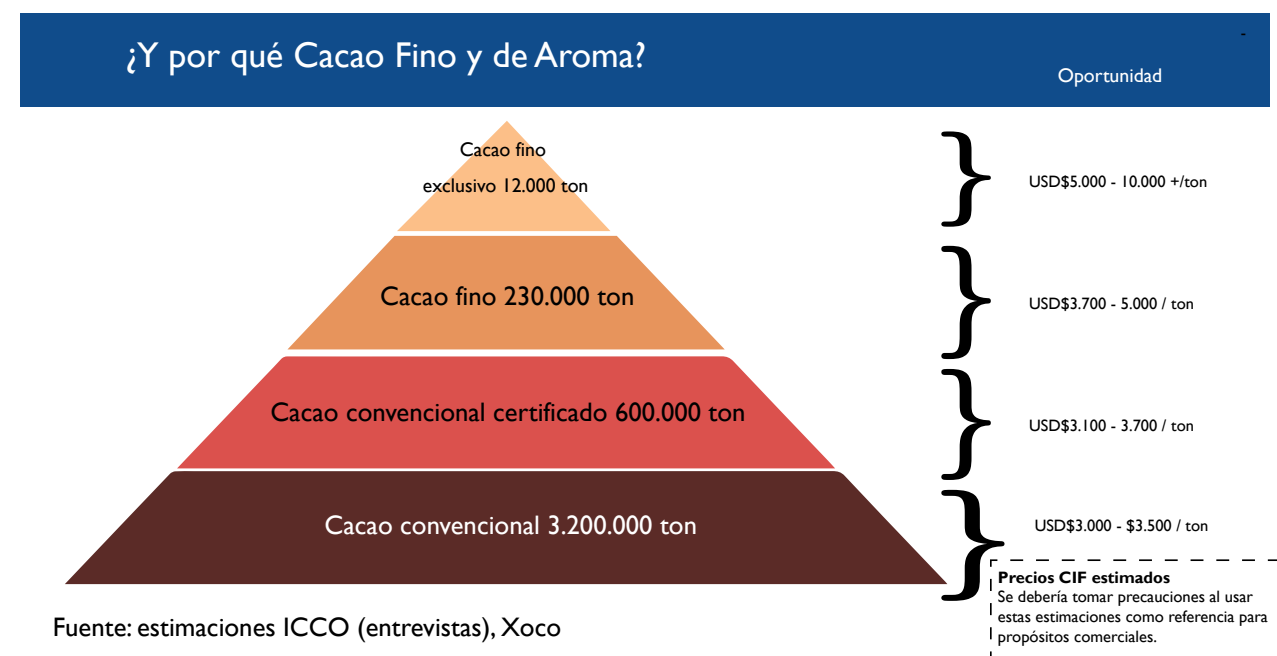 ¿Y por qué Cacao Fino y de Aroma?
-
Oportunidad
Cacao fino
exclusivo 12.000 ton
USD$5.000 - 10.000 +/ton
Cacao fino 230.000 ton
USD$3.700 - 5.000 / ton
Cacao convencional certificado 600.000 ton
USD$3.100 - 3.700 / ton
Cacao convencional 3.200.000 ton
USD$3.000 - $3.500 / ton
Precios CIF estimados
Se debería tomar precauciones al usar
estas estimaciones como referencia para
propósitos comerciales.
Fuente: estimaciones ICCO (entrevistas), Xoco